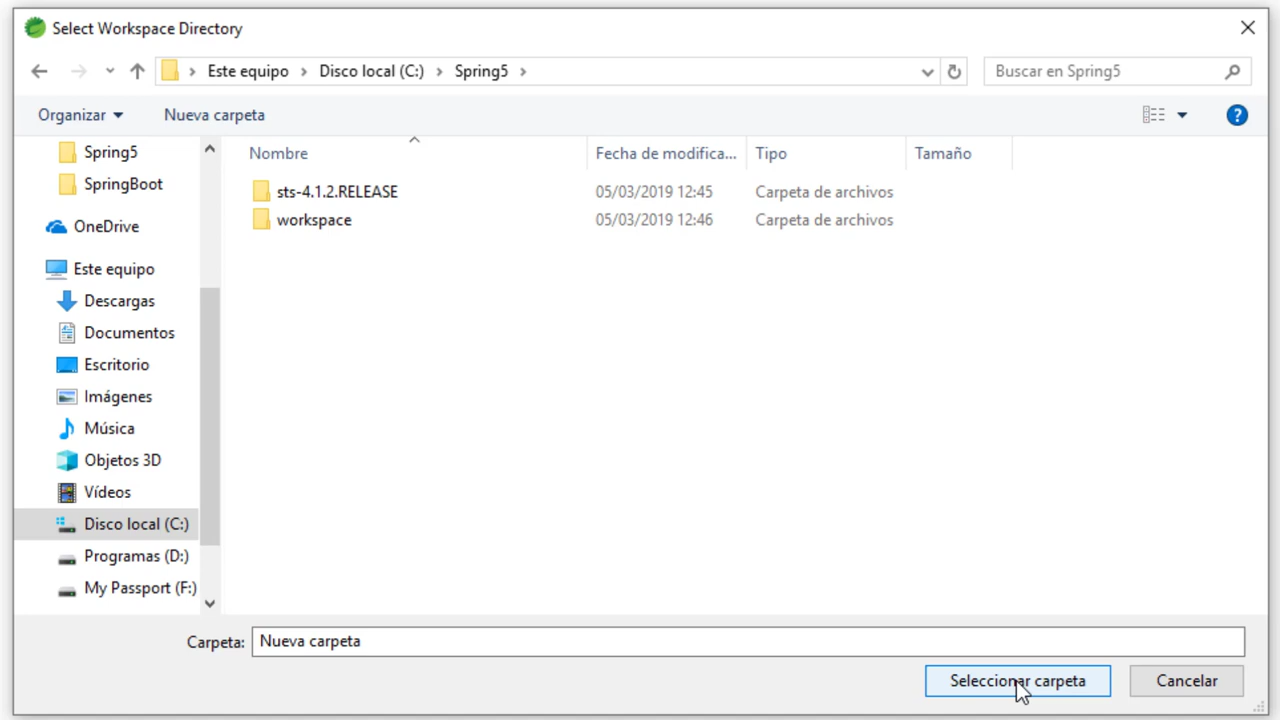 Select Workspace Directory
Este equipo Disco local (C:) Spring5
Buscar en Spring5
Organizar Nueva carpeta
Spring5
SpringBoot
OneDrive
Este equipo
Descargas
Documentos
Escritorio
Imágenes
Música
Objetos 3D
Vídeos
Disco local (C:)
Programas (D:)
My Passport (F:)
Nombre Fecha de modifica... Tipo Tamaño
sts-4.1.2.RELEASE 05/03/2019 12:45 Carpeta de archivos
workspace 05/03/2019 12:46 Carpeta de archivos
Carpeta: Nueva carpeta
Seleccionar carpeta Cancelar